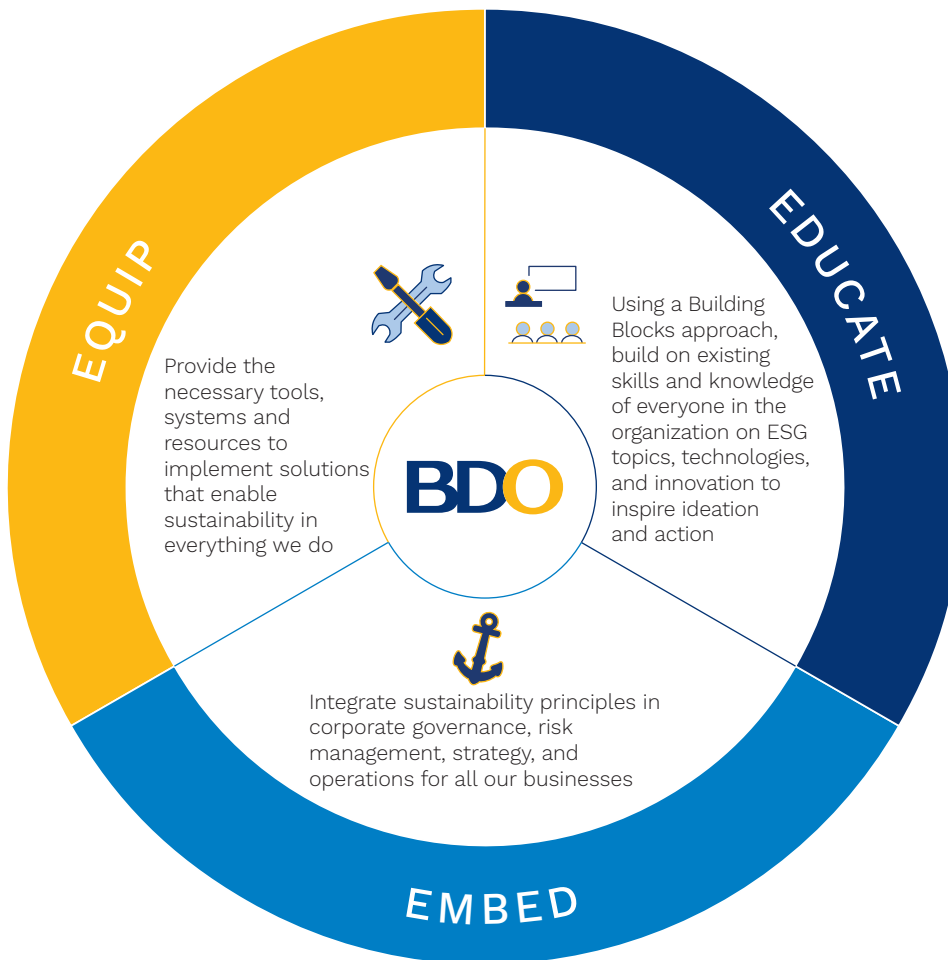 EQUIP
Provide the
necessary tools,
systems and
resources to
implement solutions
that enable
sustainability in
everything we do
EDUCATE
Using a Building
Blocks approach,
build on existing
skills and knowledge
of everyone in the
organization on ESG
topics, technologies,
and innovation to
inspire ideation
and action
BDO
Integrate sustainability principles in
corporate governance, risk
management, strategy, and
operations for all our businesses
EMBED